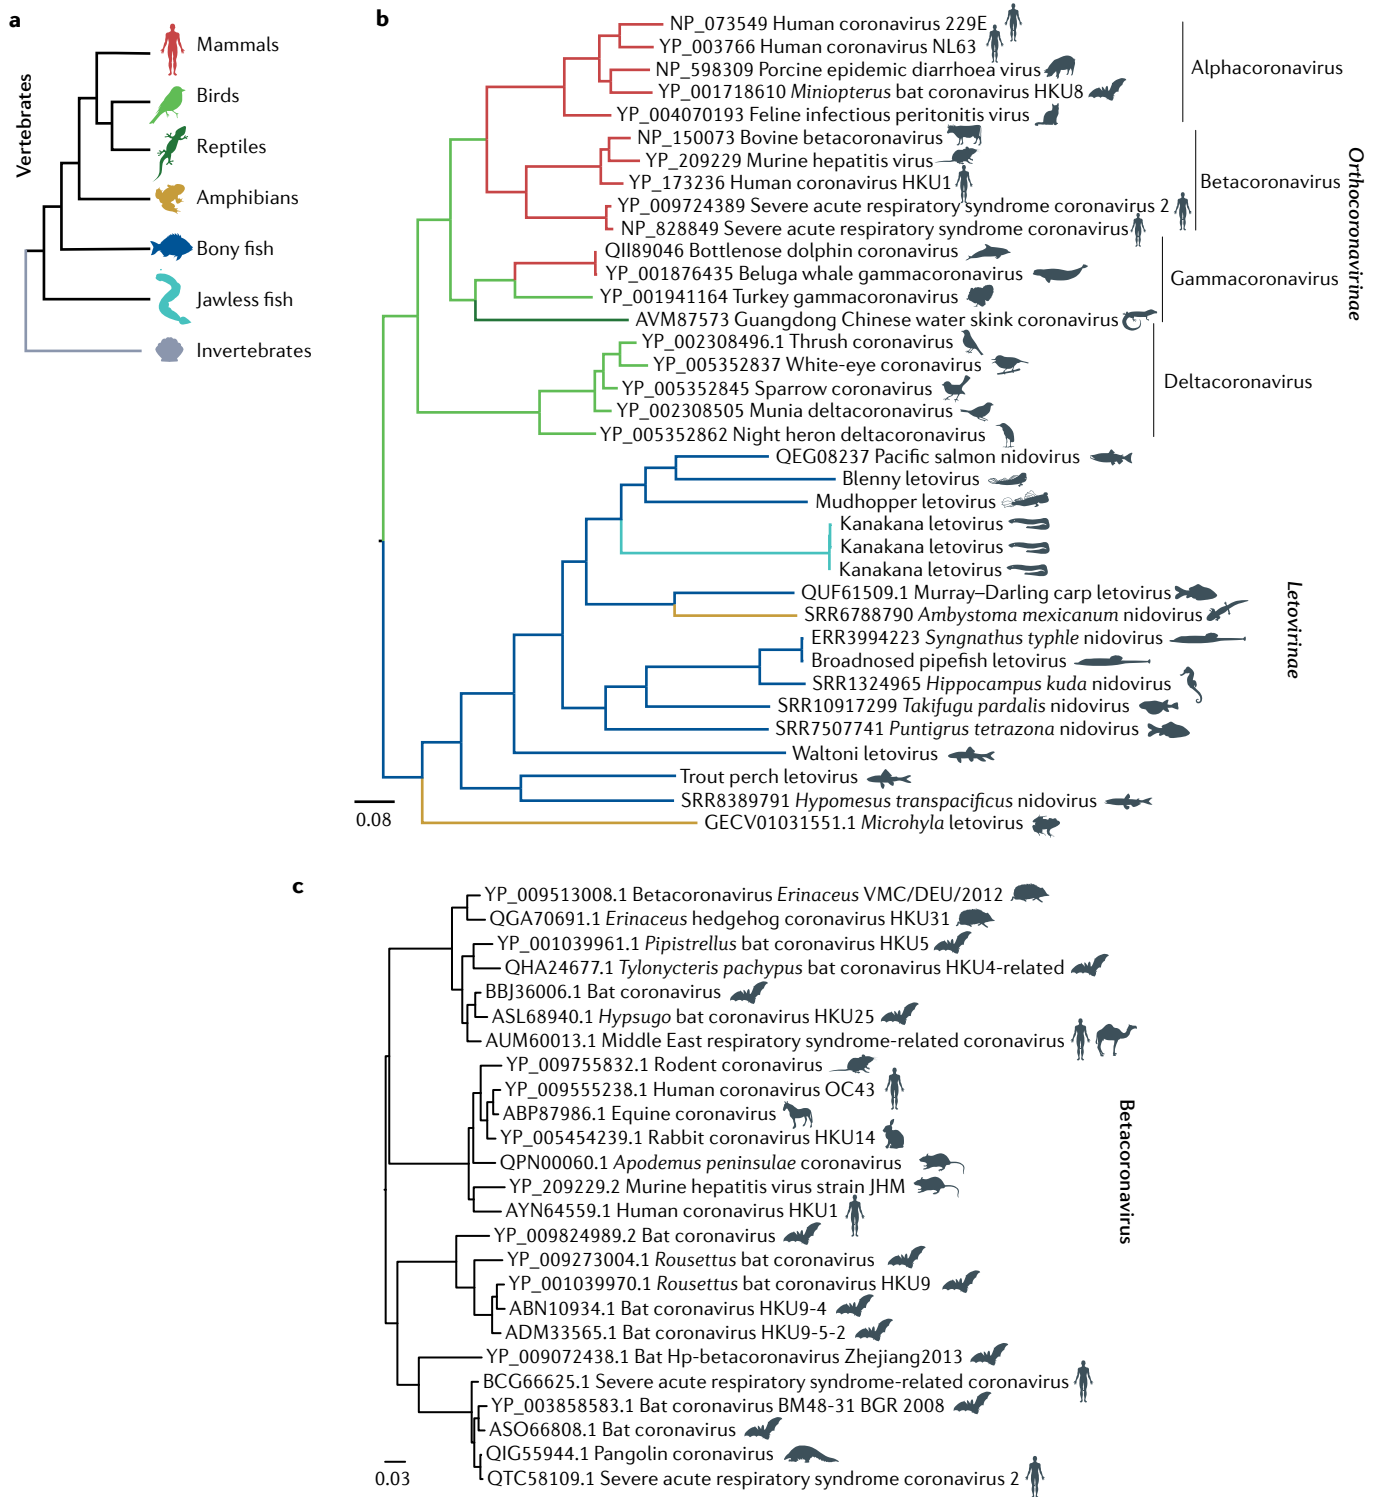 a
Vertebrates
Mammals
Birds
Reptiles
Amphibians
Bony fish
Jawless fish
Invertebrates
b
NP_073549 Human coronavirus 229E
YP_003766 Human coronavirus NL63
NP_598309 Porcine epidemic diarrhoea virus
YP_001718610 Miniopterus bat coronavirus HKU8
YP_004070193 Feline infectious peritonitis virus
Alphacoronavirus
NP_150073 Bovine betacoronavirus
YP_209229 Murine hepatitis virus
YP_173236 Human coronavirus HKU1
YP_009724389 Severe acute respiratory syndrome coronavirus 2
NP_828849 Severe acute respiratory syndrome coronavirus
Betacoronavirus
QII89046 Bottlenose dolphin coronavirus
YP_001876435 Beluga whale gammacoronavirus
YP_001941164 Turkey gammacoronavirus
AVM87573 Guangdong Chinese water skink coronavirus
Gammacoronavirus
YP_002308496.1 Thrush coronavirus
YP_005352837 White-eye coronavirus
YP_005352845 Sparrow coronavirus
YP_002308505 Munia deltacoronavirus
YP_005352862 Night heron deltacoronavirus
Deltacoronavirus
Orthocoronavirinae
QEG08237 Pacific salmon nidovirus
Blenny letovirus
Mudhopper letovirus
Kanakana letovirus
Kanakana letovirus
Kanakana letovirus
QUF61509.1 Murray–Darling carp letovirus
SRR6788790 Ambystoma mexicanum nidovirus
ERR3994223 Syngnathus typhle nidovirus
Broadnosed pipefish letovirus
SRR1324965 Hippocampus kuda nidovirus
SRR10917299 Takifugu pardalis nidovirus
SRR7507741 Puntigrus tetrazona nidovirus
Waltoni letovirus
Trout perch letovirus
SRR8389791 Hypomesus transpacificus nidovirus
GECV01031551.1 Microhyla letovirus
Letovirinae
0.08
c
YP_009513008.1 Betacoronavirus Erinaceus VMC/DEU/2012
QGA70691.1 Erinaceus hedgehog coronavirus HKU31
YP_001039961.1 Pipistrellus bat coronavirus HKU5
QHA24677.1 Tylonycteris pachypus bat coronavirus HKU4-related
BBJ36006.1 Bat coronavirus
ASL68940.1 Hypsugo bat coronavirus HKU25
AUM60013.1 Middle East respiratory syndrome-related coronavirus
YP_009755832.1 Rodent coronavirus
YP_009555238.1 Human coronavirus OC43
ABP87986.1 Equine coronavirus
YP_005454239.1 Rabbit coronavirus HKU14
QPN00060.1 Apodemus peninsulae coronavirus
YP_209229.2 Murine hepatitis virus strain JHM
AYN64559.1 Human coronavirus HKU1
YP_009824989.2 Bat coronavirus
YP_009273004.1 Rousettus bat coronavirus
YP_001039970.1 Rousettus bat coronavirus HKU9
ABN10934.1 Bat coronavirus HKU9-4
ADM33565.1 Bat coronavirus HKU9-5-2
YP_009072438.1 Bat Hp-betacoronavirus Zhejiang2013
BCG66625.1 Severe acute respiratory syndrome-related coronavirus
YP_003858583.1 Bat coronavirus BM48-31 BGR 2008
ASO66808.1 Bat coronavirus
QIG55944.1 Pangolin coronavirus
QTC58109.1 Severe acute respiratory syndrome coronavirus 2
Betacoronavirus
0.03